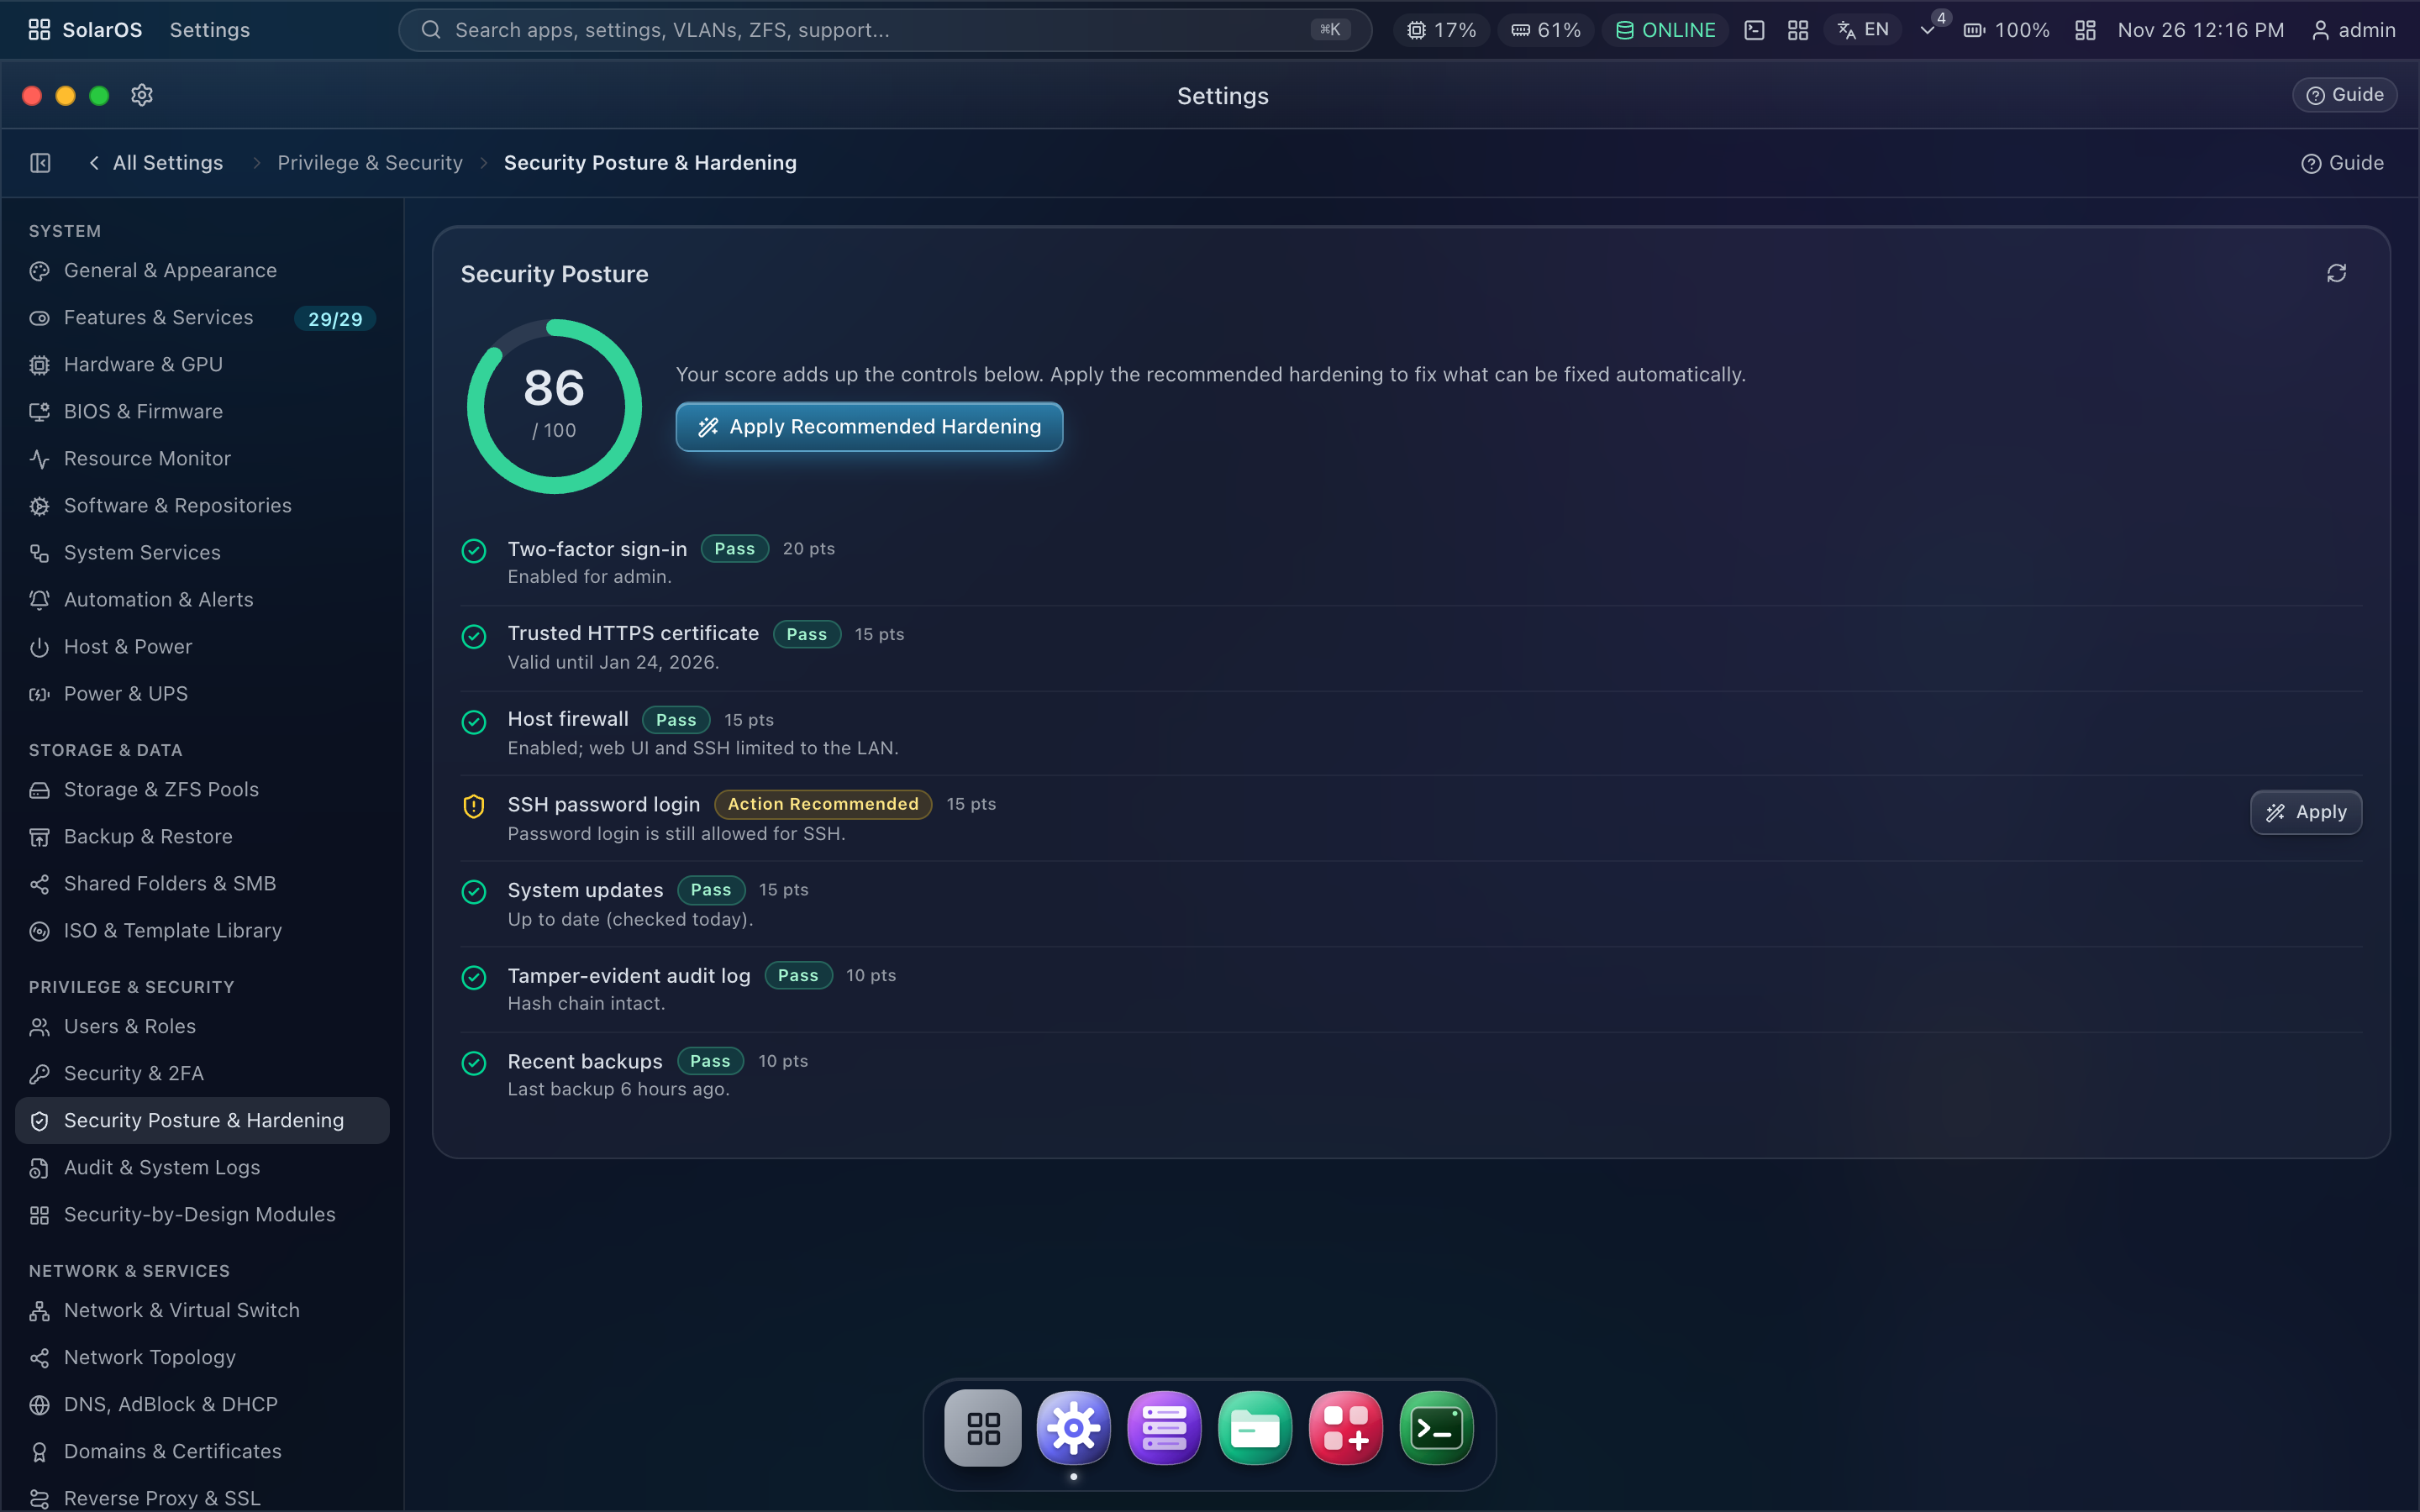 SolarOS Settings Search apps, settings, VLANs, ZFS, support... ⌘K 17% 61% ONLINE EN 4 100% Nov 26 12:16 PM admin
Settings Guide
All Settings Privilege & Security Security Posture & Hardening Guide
SYSTEM
General & Appearance
Features & Services 29/29
Hardware & GPU
BIOS & Firmware
Resource Monitor
Software & Repositories
System Services
Automation & Alerts
Host & Power
Power & UPS
STORAGE & DATA
Storage & ZFS Pools
Backup & Restore
Shared Folders & SMB
ISO & Template Library
PRIVILEGE & SECURITY
Users & Roles
Security & 2FA
Security Posture & Hardening
Audit & System Logs
Security-by-Design Modules
NETWORK & SERVICES
Network & Virtual Switch
Network Topology
DNS, AdBlock & DHCP
Domains & Certificates
Reverse Proxy & SSL
Security Posture
86
/ 100
Your score adds up the controls below. Apply the recommended hardening to fix what can be fixed automatically.
Apply Recommended Hardening
Two-factor sign-in Pass 20 pts
Enabled for admin.
Trusted HTTPS certificate Pass 15 pts
Valid until Jan 24, 2026.
Host firewall Pass 15 pts
Enabled; web UI and SSH limited to the LAN.
SSH password login Action Recommended 15 pts
Password login is still allowed for SSH.
Apply
System updates Pass 15 pts
Up to date (checked today).
Tamper-evident audit log Pass 10 pts
Hash chain intact.
Recent backups Pass 10 pts
Last backup 6 hours ago.